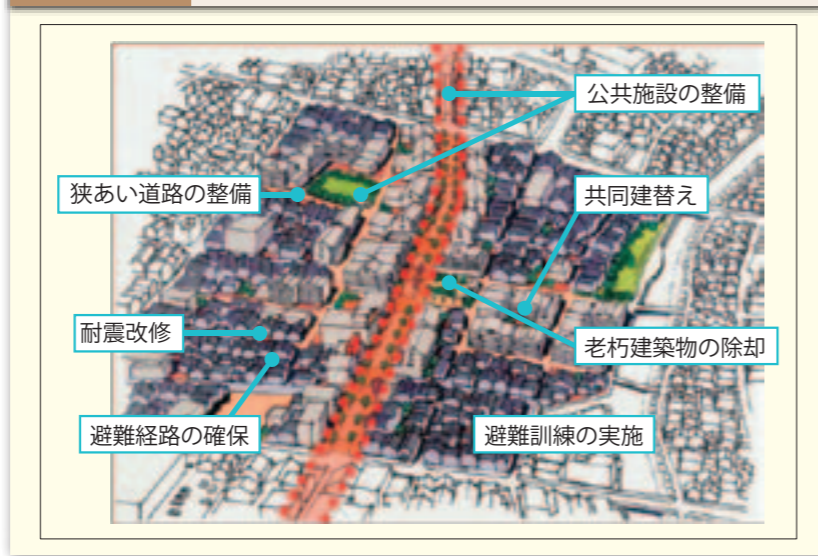 公共施設の整備
狭あい道路の整備
共同建替え
耐震改修
老朽建築物の除却
避難経路の確保
避難訓練の実施